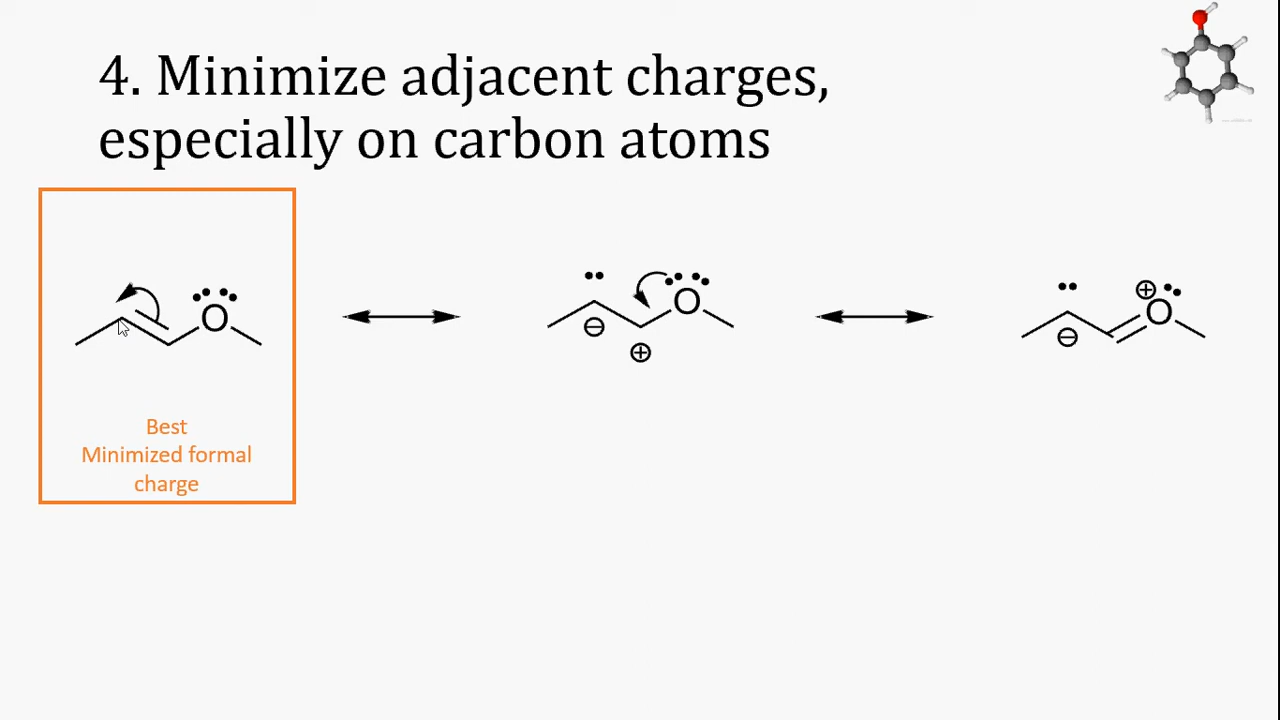 4. Minimize adjacent charges,
especially on carbon atoms
O
O
O
Best
Minimized formal
charge